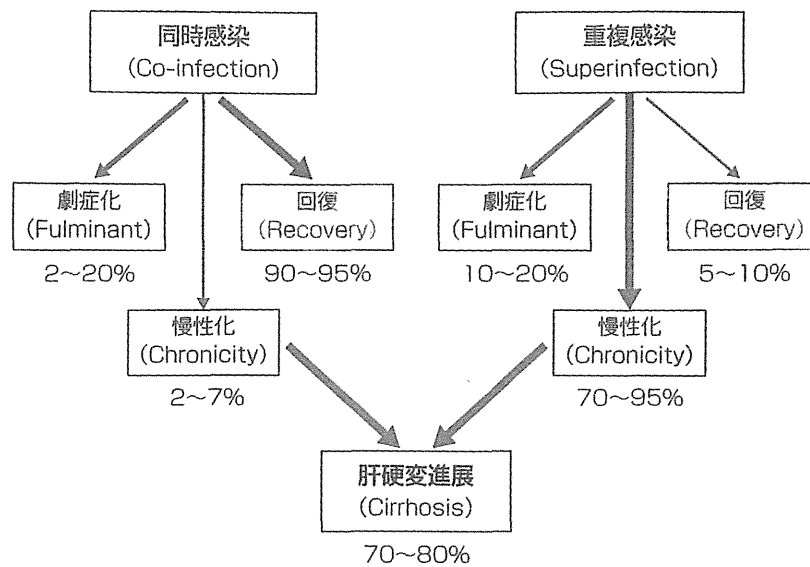 同時感染
(Co-infection)
劇症化
(Fulminant)
2〜20%
回復
(Recovery)
90〜95%
慢性化
(Chronicity)
2〜7%
重複感染
(Superinfection)
劇症化
(Fulminant)
10〜20%
回復
(Recovery)
5〜10%
慢性化
(Chronicity)
70〜95%
肝硬変進展
(Cirrhosis)
70〜80%